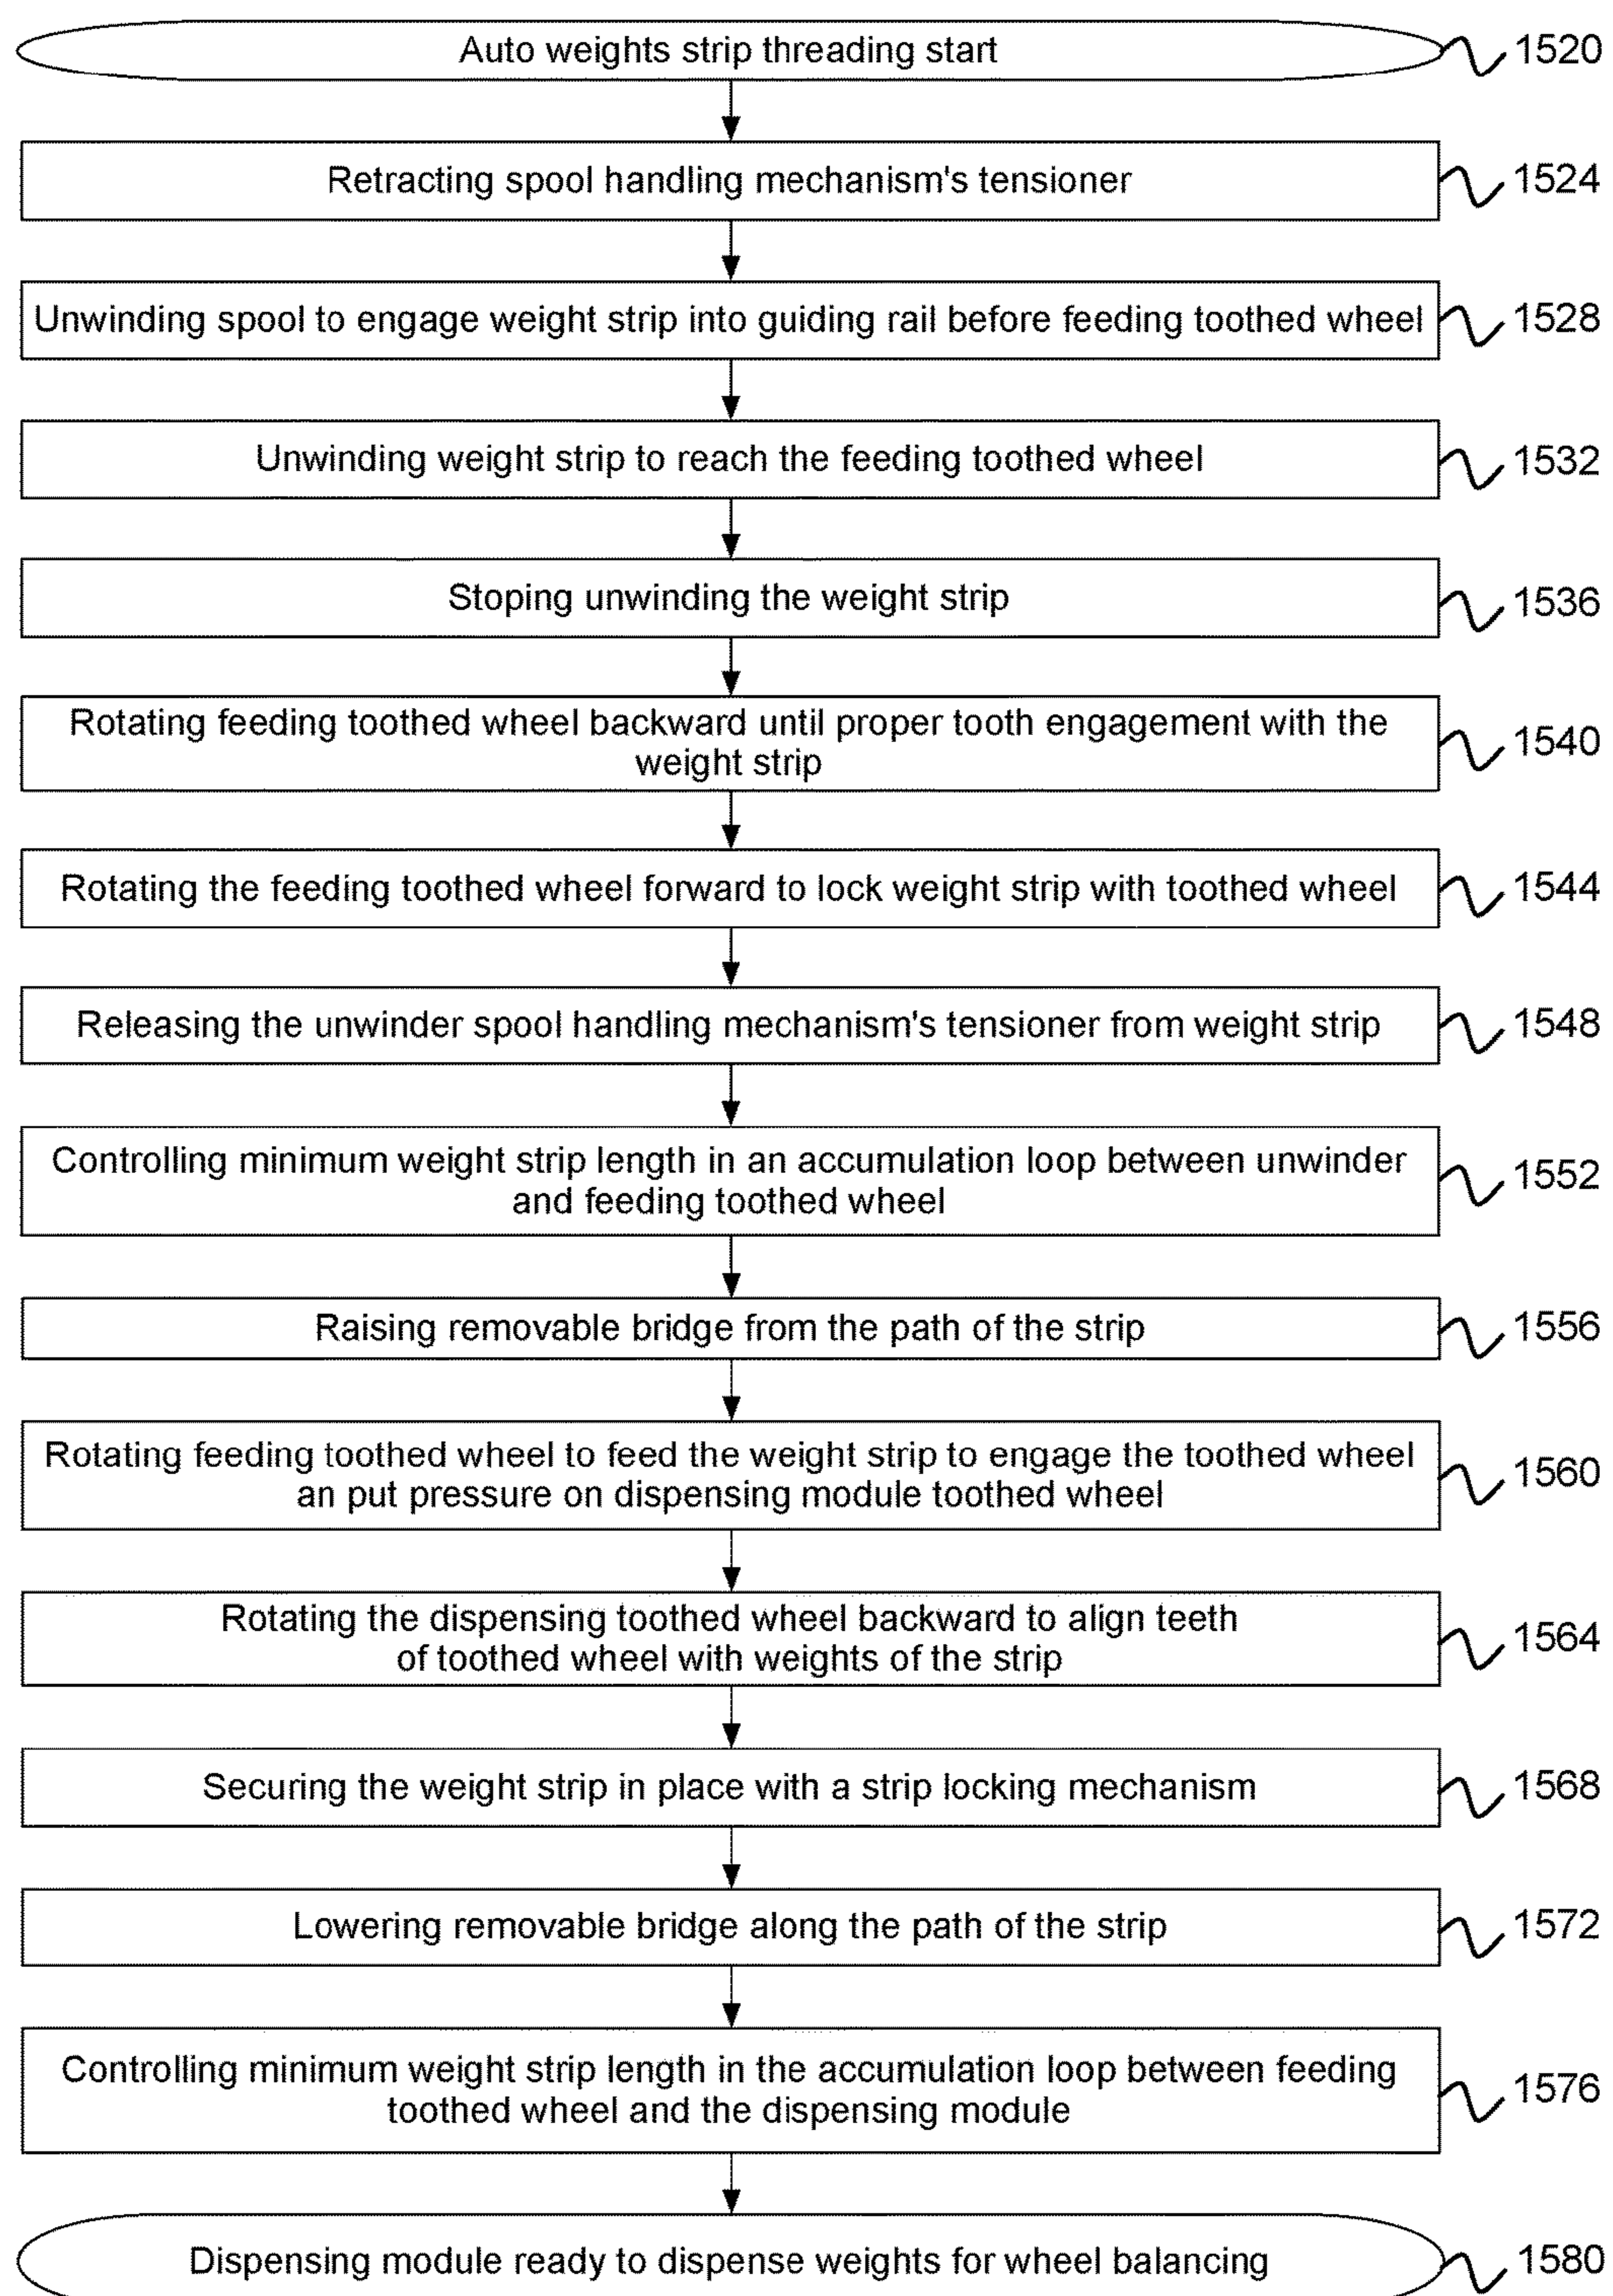 Auto weights strip threading start
1520
Retracting spool handling mechanism's tensioner
1524
Unwinding spool to engage weight strip into guiding rail before feeding toothed wheel
1528
Unwinding weight strip to reach the feeding toothed wheel
1532
Stoping unwinding the weight strip
1536
Rotating feeding toothed wheel backward until proper tooth engagement with the
weight strip
1540
Rotating the feeding toothed wheel forward to lock weight strip with toothed wheel
1544
Releasing the unwinder spool handling mechanism's tensioner from weight strip
1548
Controlling minimum weight strip length in an accumulation loop between unwinder
and feeding toothed wheel
1552
Raising removable bridge from the path of the strip
1556
Rotating feeding toothed wheel to feed the weight strip to engage the toothed wheel
an put pressure on dispensing module toothed wheel
1560
Rotating the dispensing toothed wheel backward to align teeth
of toothed wheel with weights of the strip
1564
Securing the weight strip in place with a strip locking mechanism
1568
Lowering removable bridge along the path of the strip
1572
Controlling minimum weight strip length in the accumulation loop between feeding
toothed wheel and the dispensing module
1576
Dispensing module ready to dispense weights for wheel balancing
1580